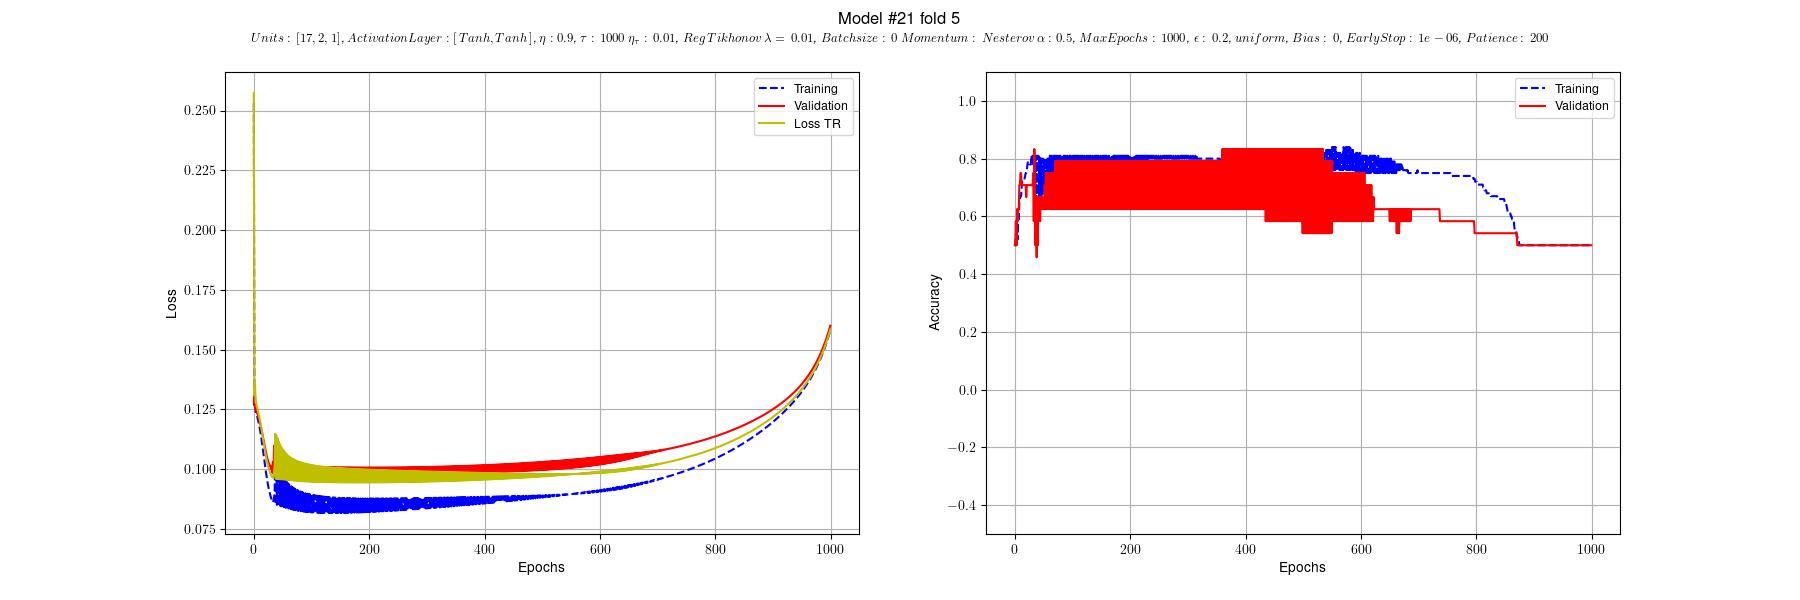 Model #21 fold 5
Units : [17, 2, 1], ActivationLayer : [Tanh, Tanh], η : 0.9, τ : 1000 ητ : 0.01, RegTikhonov λ = 0.01, Batchsize : 0 Momentum : Nesterov α : 0.5, MaxEpochs : 1000, ϵ : 0.2, uniform, Bias : 0, EarlyStop : 1e − 06, Patience : 200
Loss
0.250
0.225
0.200
0.175
0.150
0.125
0.100
0.075
Training
Validation
Loss TR
0 200 400 600 800 1000
Epochs
Accuracy
1.0
0.8
0.6
0.4
0.2
0.0
−0.2
−0.4
Training
Validation
0 200 400 600 800 1000
Epochs